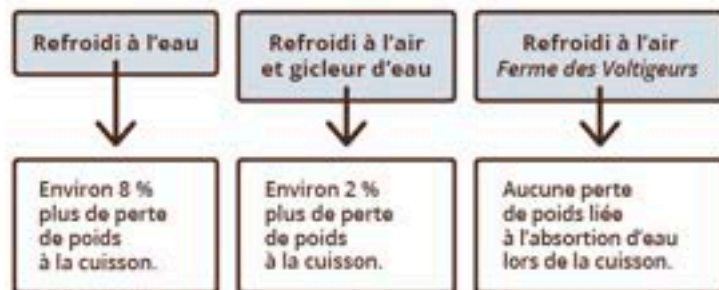 Refroidi à l'eau
Refroidi à l'air
et gicleur d'eau
Refroidi à l'air
Ferme des Voltigeurs
Environ 8 %
plus de perte
de poids
à la cuisson.
Environ 2 %
plus de perte
de poids
à la cuisson.
Aucune perte
de poids liée
à l'absortion d'eau
lors de la cuisson.